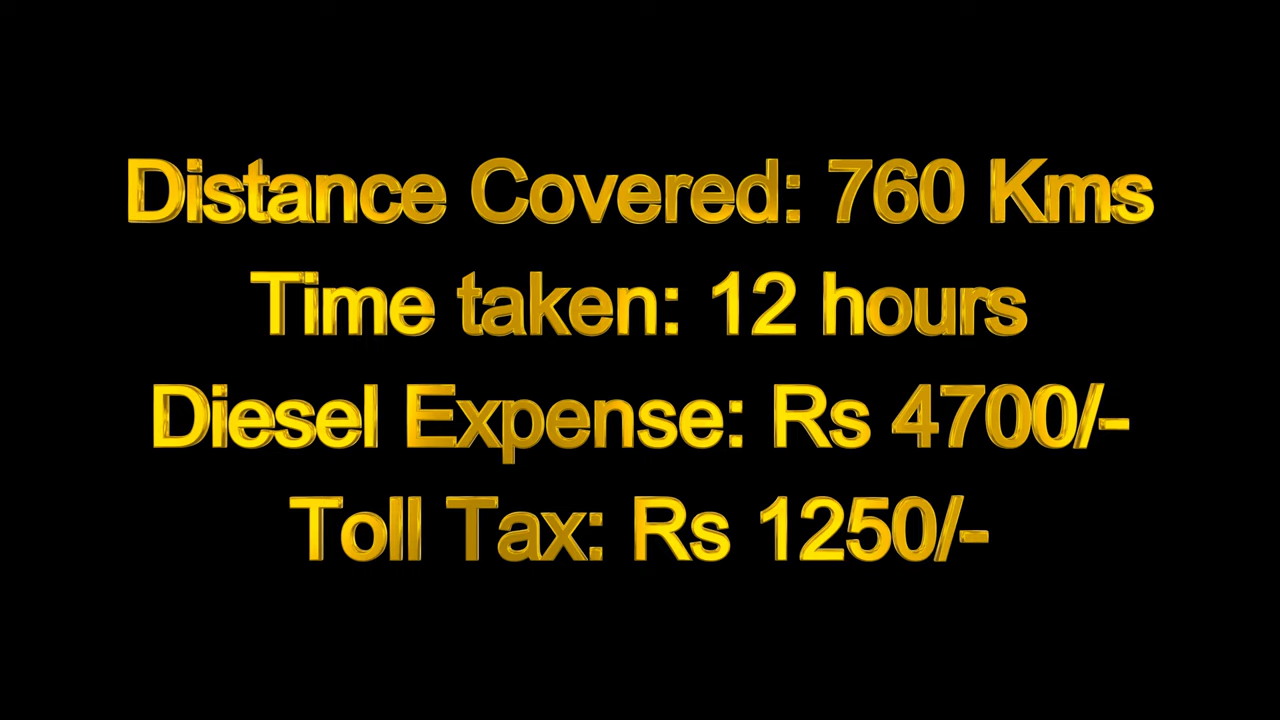 Distance Covered: 760 Kms
Time taken: 12 hours
Diesel Expense: Rs 4700/-
Toll Tax: Rs 1250/-